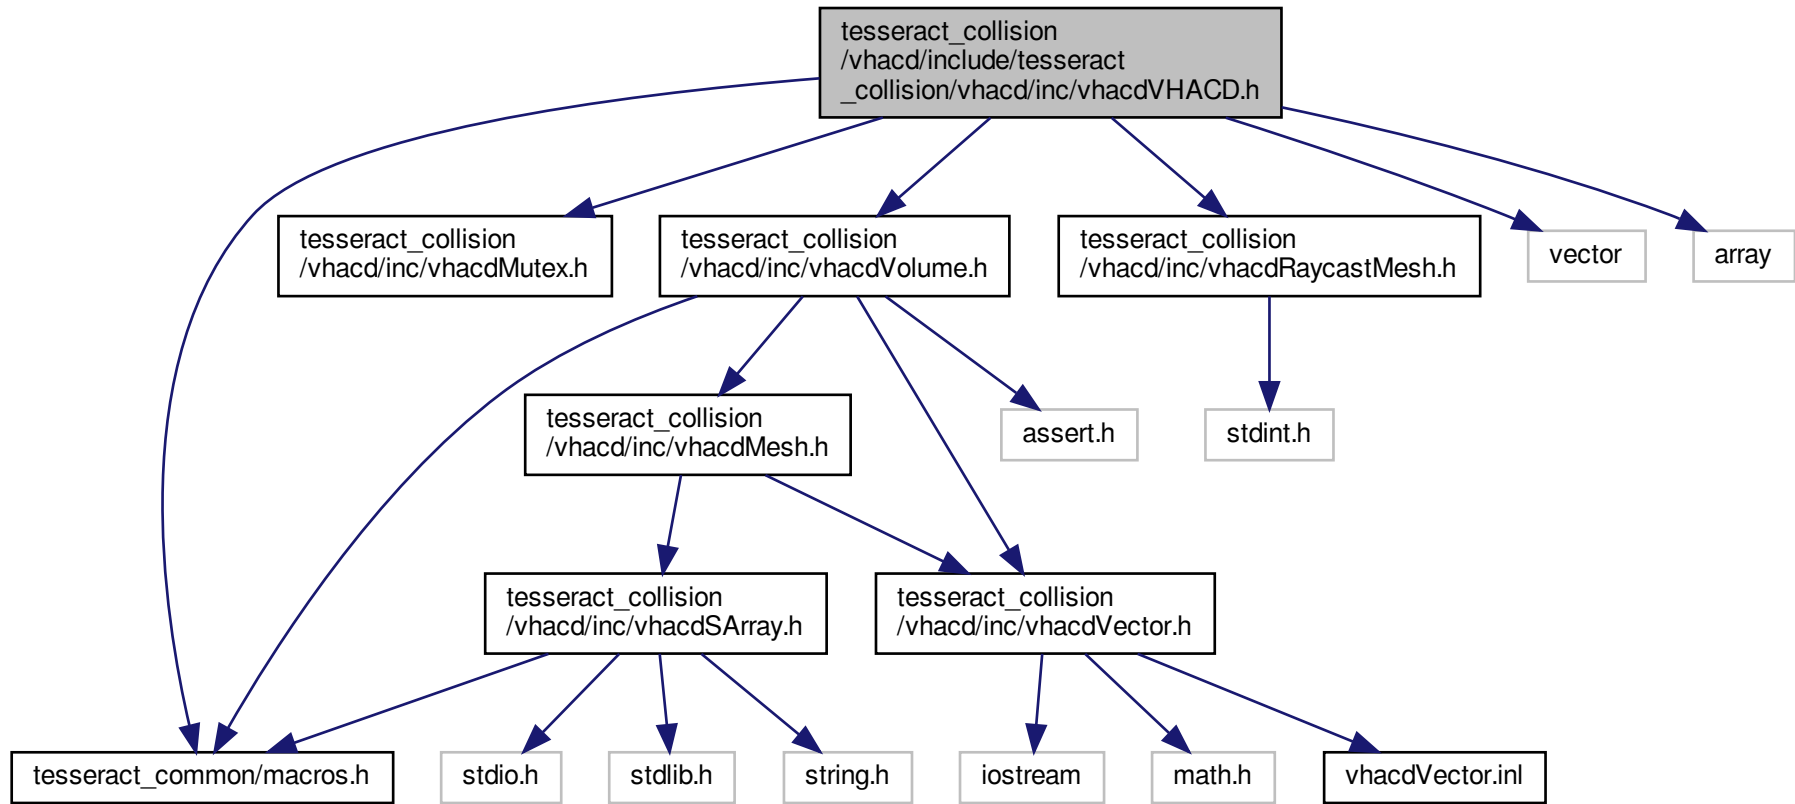 tesseract_collision
/vhacd/include/tesseract
_collision/vhacd/inc/vhacdVHACD.h
tesseract_collision
/vhacd/inc/vhacdMutex.h
tesseract_collision
/vhacd/inc/vhacdVolume.h
tesseract_collision
/vhacd/inc/vhacdRaycastMesh.h
vector
array
tesseract_collision
/vhacd/inc/vhacdMesh.h
assert.h
stdint.h
tesseract_collision
/vhacd/inc/vhacdSArray.h
tesseract_collision
/vhacd/inc/vhacdVector.h
tesseract_common/macros.h
stdio.h
stdlib.h
string.h
iostream
math.h
vhacdVector.inl